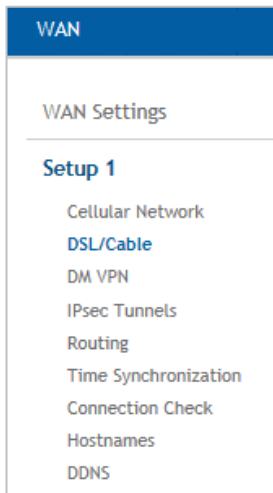 WAN
WAN Settings
Setup 1
Cellular Network
DSL/Cable
DM VPN
IPsec Tunnels
Routing
Time Synchronization
Connection Check
Hostnames
DDNS